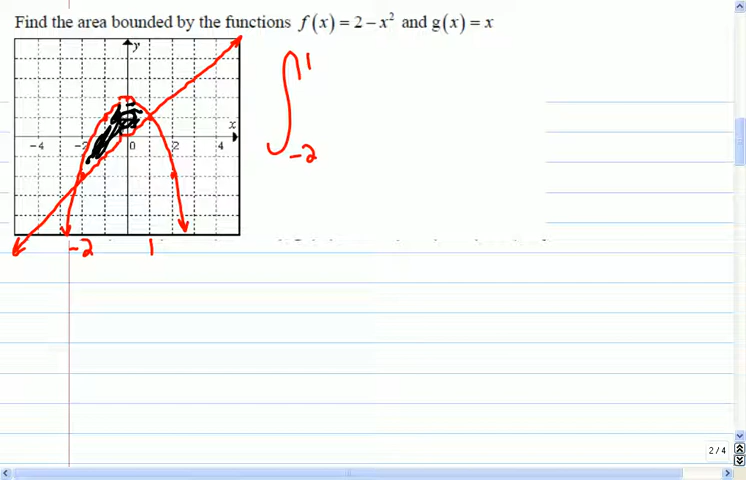 Find the area bounded by the functions f(x) = 2 − x² and g(x) = x
y
x
−4 −2 0 2 4
−2 1
∫ 1
−2
2 / 4